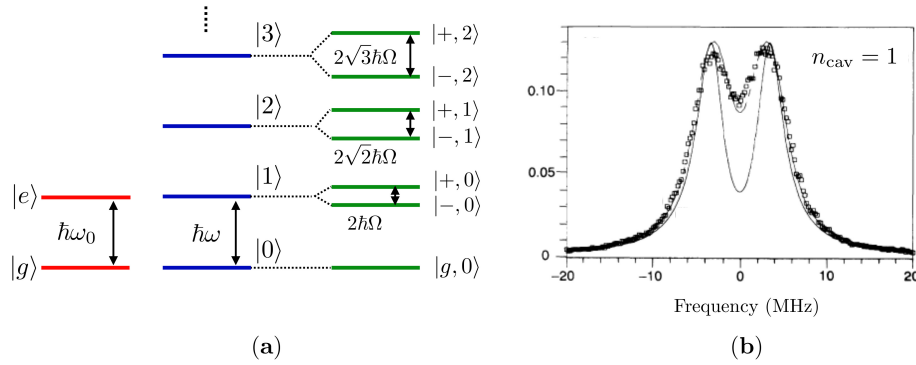 |3⟩
|+, 2⟩
2√3ℏΩ
|−, 2⟩
|2⟩
|+, 1⟩
|−, 1⟩
2√2ℏΩ
|1⟩
|+, 0⟩
|e⟩
|−, 0⟩
2ℏΩ
ℏω₀
ℏω
|0⟩
|g⟩
|g, 0⟩
(a)
n_cav = 1
0.10
0.05
0
−20
−10
0
10
20
Frequency (MHz)
(b)